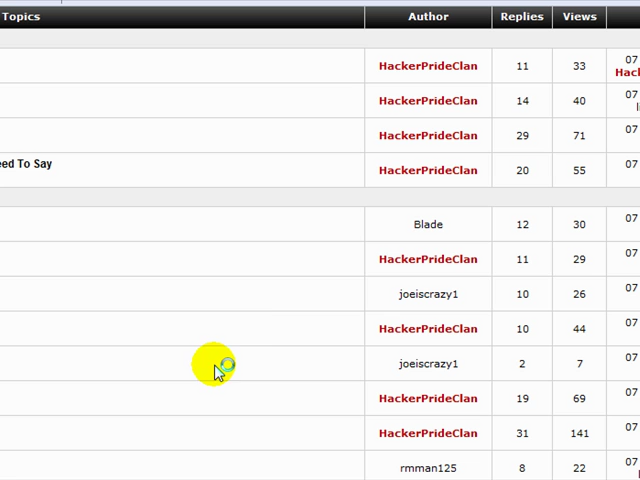 Topics Author Replies Views
HackerPrideClan 11 33 07
Hack
HackerPrideClan 14 40 07
HackerPrideClan 29 71 07
eed To Say HackerPrideClan 20 55 07
Blade 12 30 07
HackerPrideClan 11 29 07
joeiscrazy1 10 26 07
HackerPrideClan 10 44 07
joeiscrazy1 2 7 07
HackerPrideClan 19 69 07
HackerPrideClan 31 141 07
rmman125 8 22 07